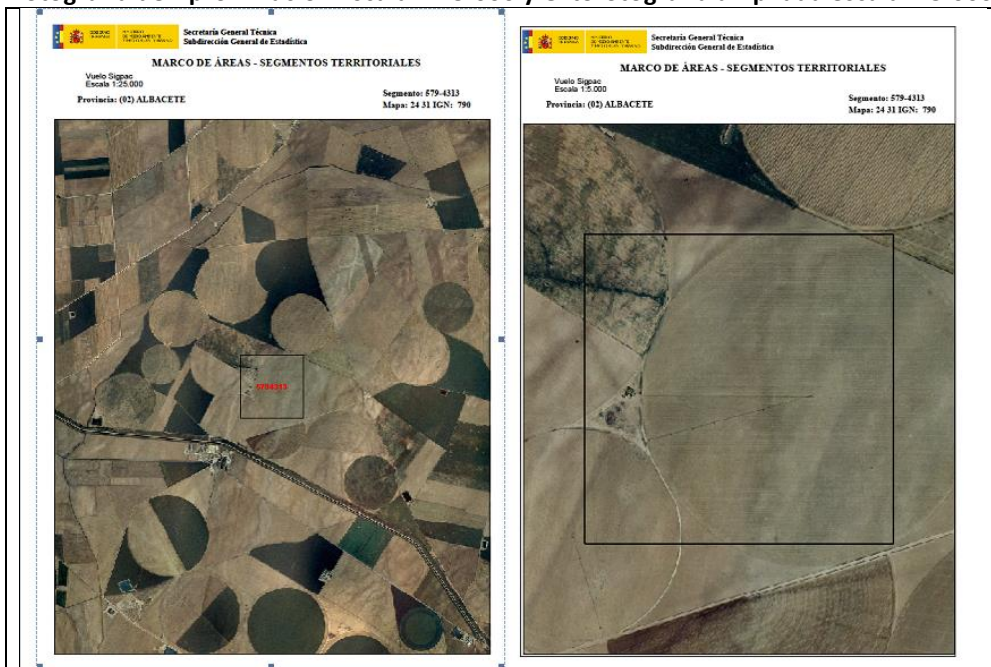 Secretaría General Técnica
Subdirección General de Estadística
MARCO DE ÁREAS - SEGMENTOS TERRITORIALES
Vuelo Sigpac
Escala 1:25.000
Provincia: (02) ALBACETE
Segmento: 579-4313
Mapa: 24 31 IGN: 790
5794313
Secretaría General Técnica
Subdirección General de Estadística
MARCO DE ÁREAS - SEGMENTOS TERRITORIALES
Vuelo Sigpac
Escala 1:5.000
Provincia: (02) ALBACETE
Segmento: 579-4313
Mapa: 24 31 IGN: 790